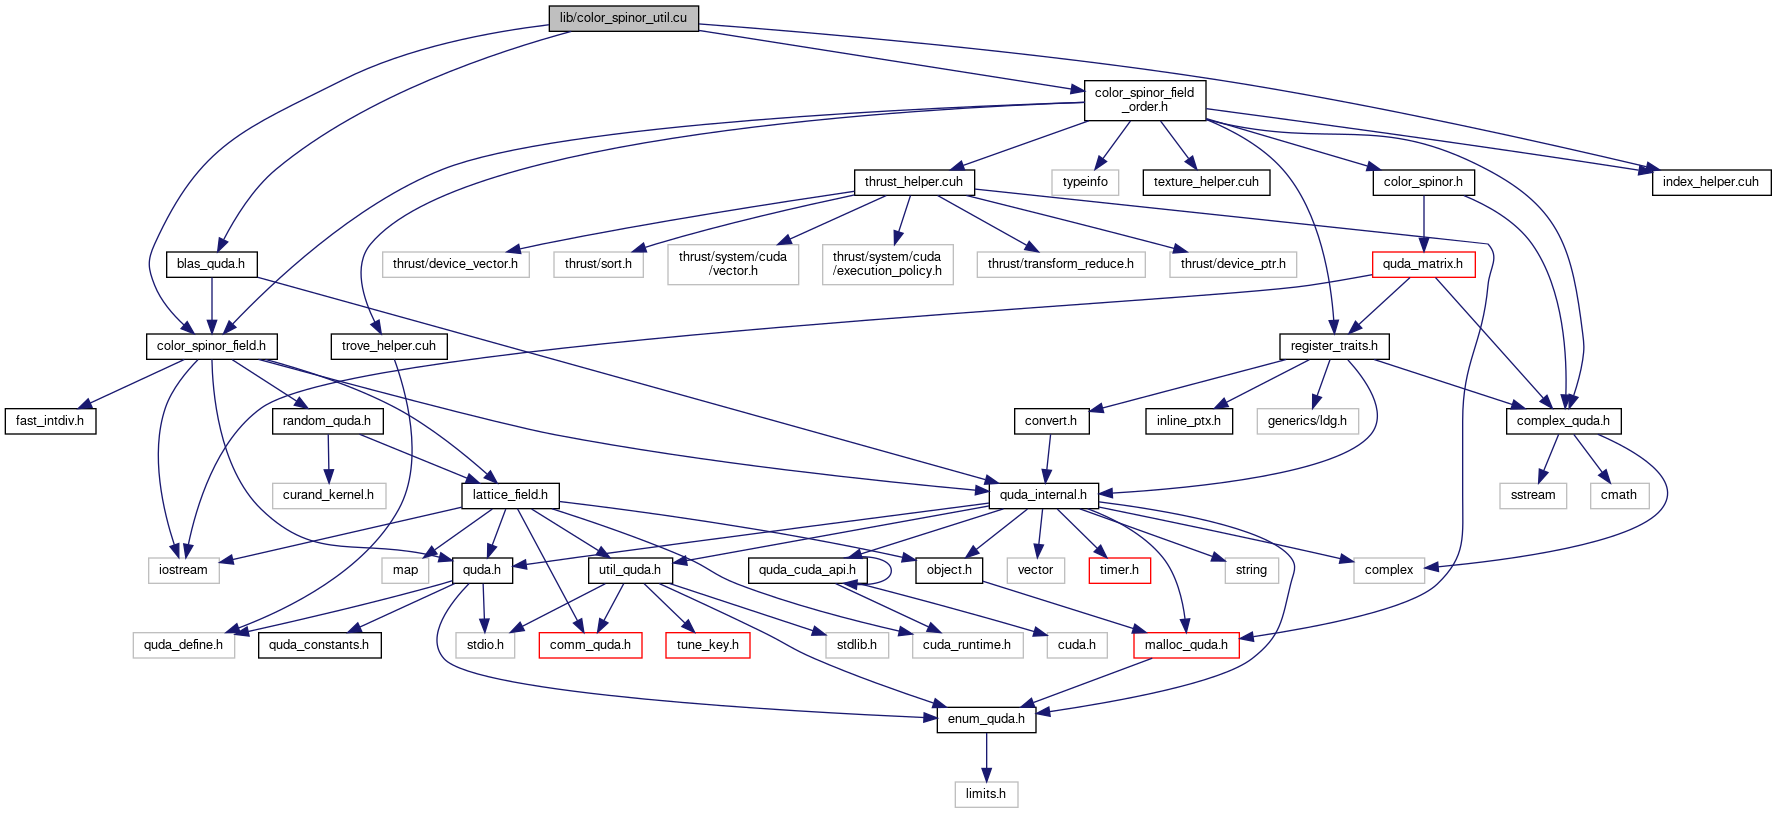 lib/color_spinor_util.cu
color_spinor_field
_order.h
thrust_helper.cuh
typeinfo
texture_helper.cuh
color_spinor.h
index_helper.cuh
blas_quda.h
thrust/device_vector.h
thrust/sort.h
thrust/system/cuda
/vector.h
thrust/system/cuda
/execution_policy.h
thrust/transform_reduce.h
thrust/device_ptr.h
quda_matrix.h
color_spinor_field.h
trove_helper.cuh
register_traits.h
fast_intdiv.h
random_quda.h
convert.h
inline_ptx.h
generics/ldg.h
complex_quda.h
curand_kernel.h
lattice_field.h
quda_internal.h
sstream
cmath
iostream
map
quda.h
util_quda.h
quda_cuda_api.h
object.h
vector
timer.h
string
complex
quda_define.h
quda_constants.h
stdio.h
comm_quda.h
tune_key.h
stdlib.h
cuda_runtime.h
cuda.h
malloc_quda.h
enum_quda.h
limits.h